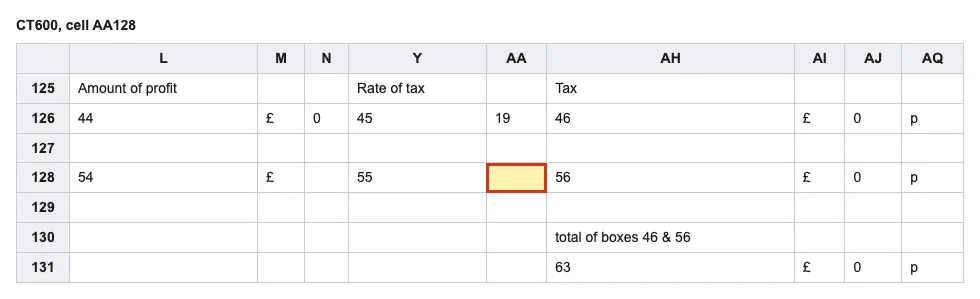 CT600, cell AA128
L M N Y AA AH AI AJ AQ
125 Amount of profit Rate of tax Tax
126 44 £ 0 45 19 46 £ 0 p
127
128 54 £ 55 56 £ 0 p
129
130 total of boxes 46 & 56
131 63 £ 0 p